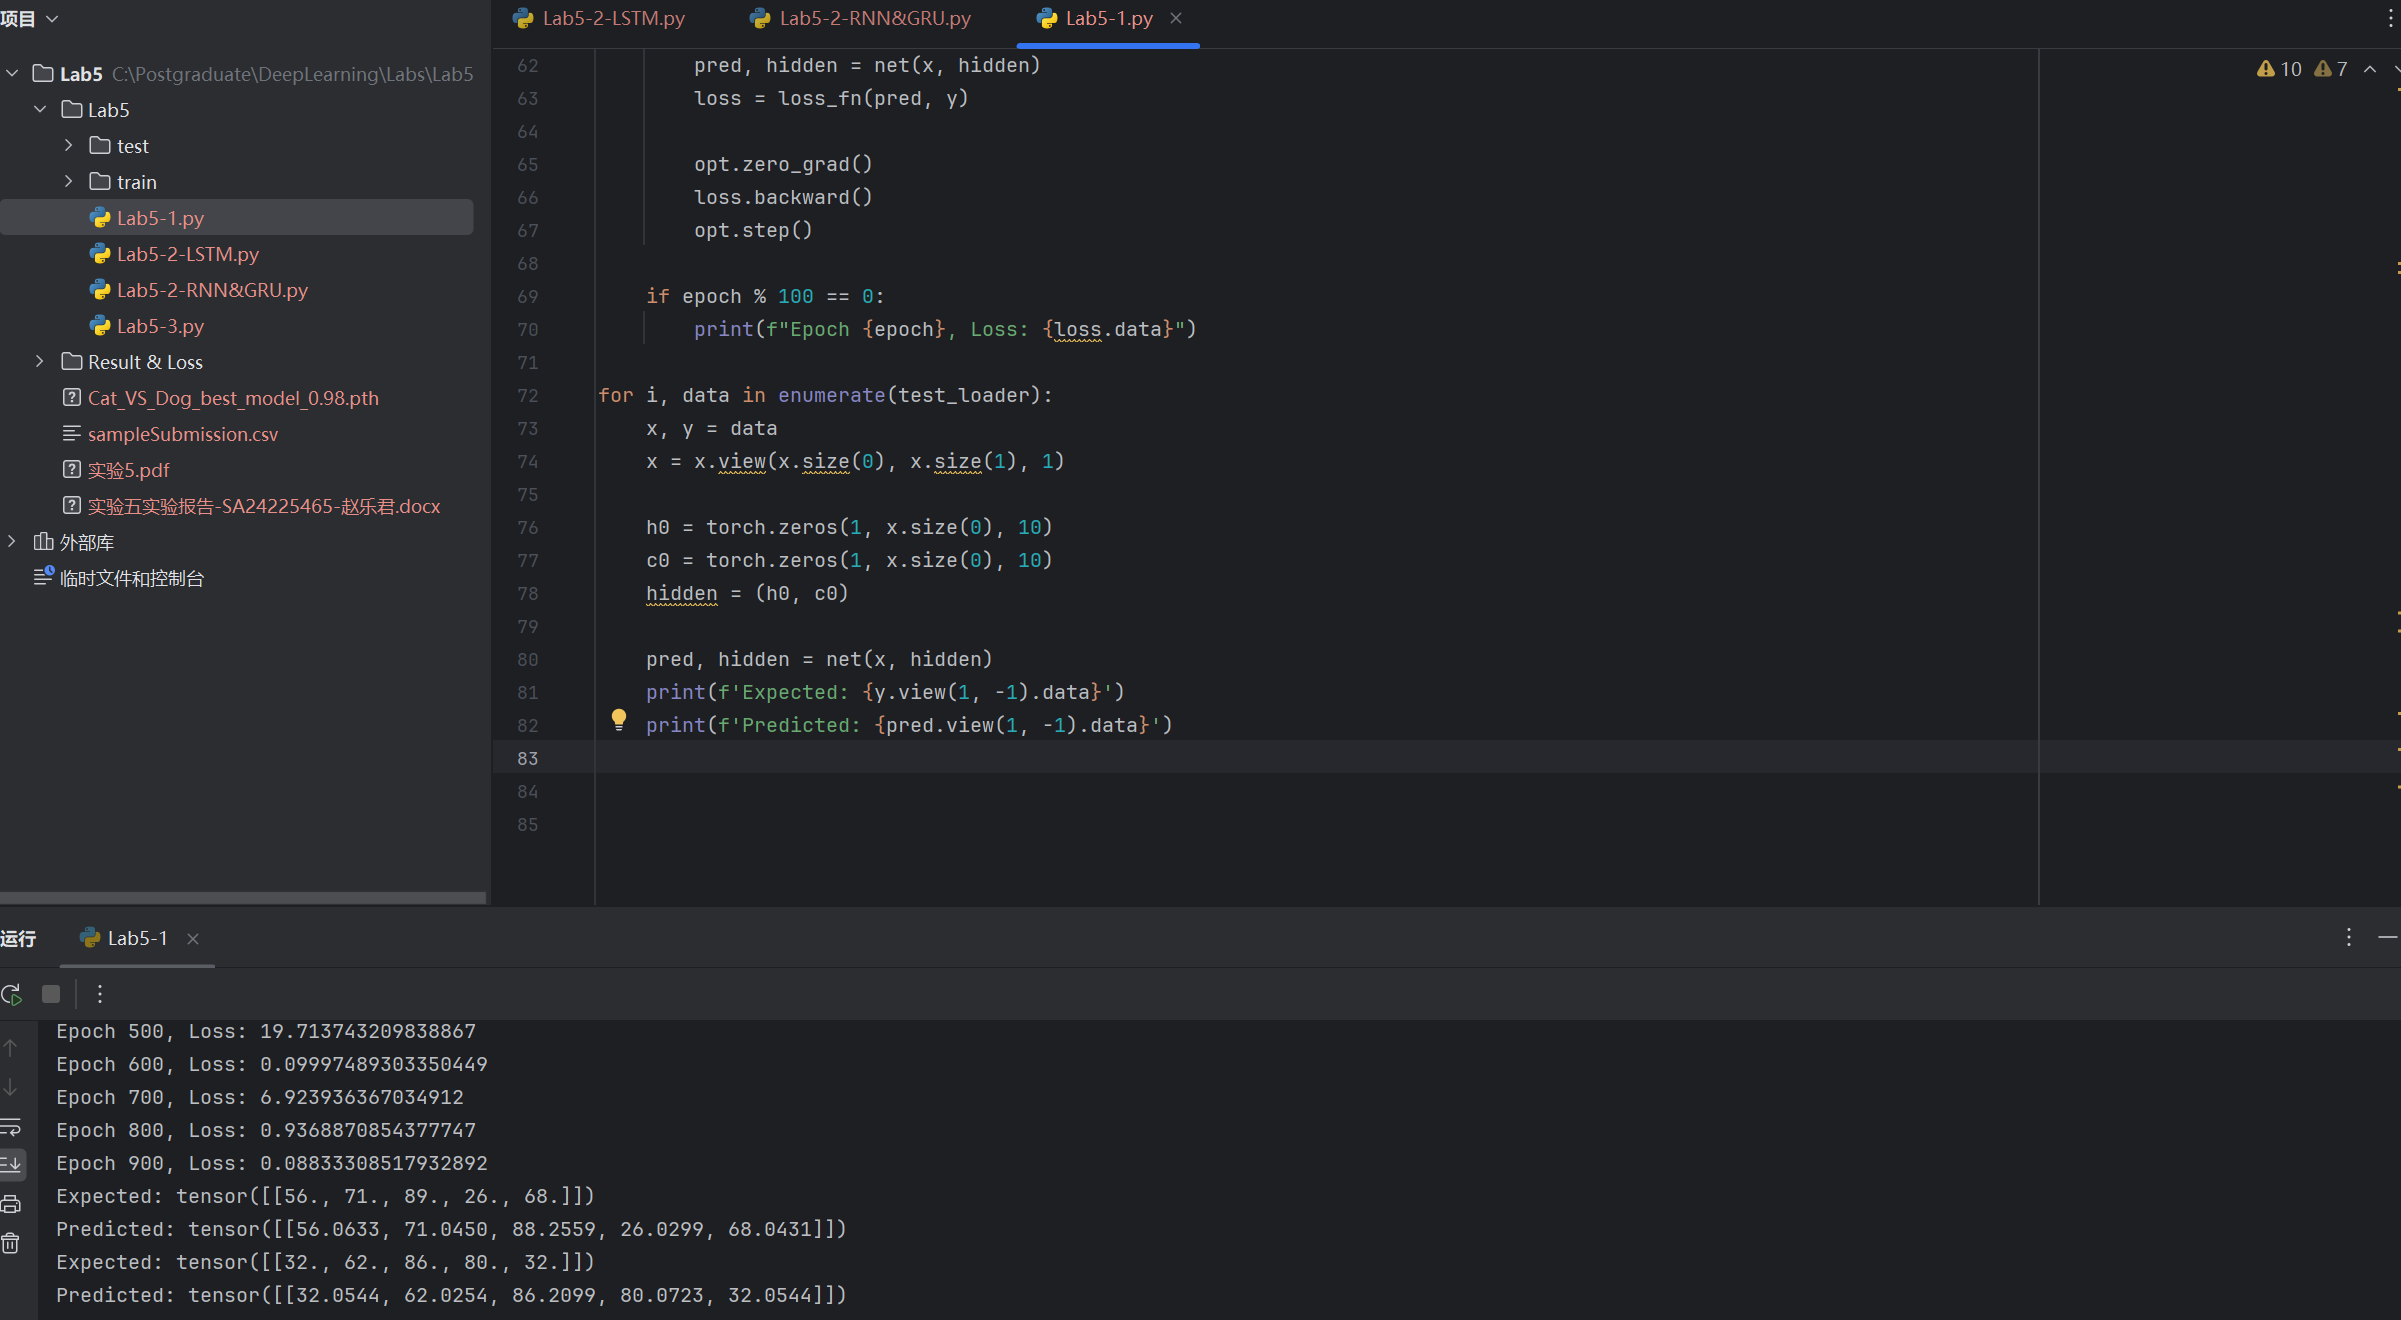 项目
Lab5 C:\Postgraduate\DeepLearning\Labs\Lab5
Lab5
test
train
Lab5-1.py
Lab5-2-LSTM.py
Lab5-2-RNN&GRU.py
Lab5-3.py
Result & Loss
Cat_VS_Dog_best_model_0.98.pth
sampleSubmission.csv
实验5.pdf
实验五实验报告-SA24225465-赵乐君.docx
外部库
临时文件和控制台
Lab5-2-LSTM.py Lab5-2-RNN&GRU.py Lab5-1.py
10 7
62 pred, hidden = net(x, hidden)
63 loss = loss_fn(pred, y)
64
65 opt.zero_grad()
66 loss.backward()
67 opt.step()
68
69 if epoch % 100 == 0:
70 print(f"Epoch {epoch}, Loss: {loss.data}")
71
72 for i, data in enumerate(test_loader):
73 x, y = data
74 x = x.view(x.size(0), x.size(1), 1)
75
76 h0 = torch.zeros(1, x.size(0), 10)
77 c0 = torch.zeros(1, x.size(0), 10)
78 hidden = (h0, c0)
79
80 pred, hidden = net(x, hidden)
81 print(f'Expected: {y.view(1, -1).data}')
82 print(f'Predicted: {pred.view(1, -1).data}')
83
84
85
运行 Lab5-1
Epoch 500, Loss: 19.713743209838867
Epoch 600, Loss: 0.09997489303350449
Epoch 700, Loss: 6.923936367034912
Epoch 800, Loss: 0.9368870854377747
Epoch 900, Loss: 0.08833308517932892
Expected: tensor([[56., 71., 89., 26., 68.]])
Predicted: tensor([[56.0633, 71.0450, 88.2559, 26.0299, 68.0431]])
Expected: tensor([[32., 62., 86., 80., 32.]])
Predicted: tensor([[32.0544, 62.0254, 86.2099, 80.0723, 32.0544]])